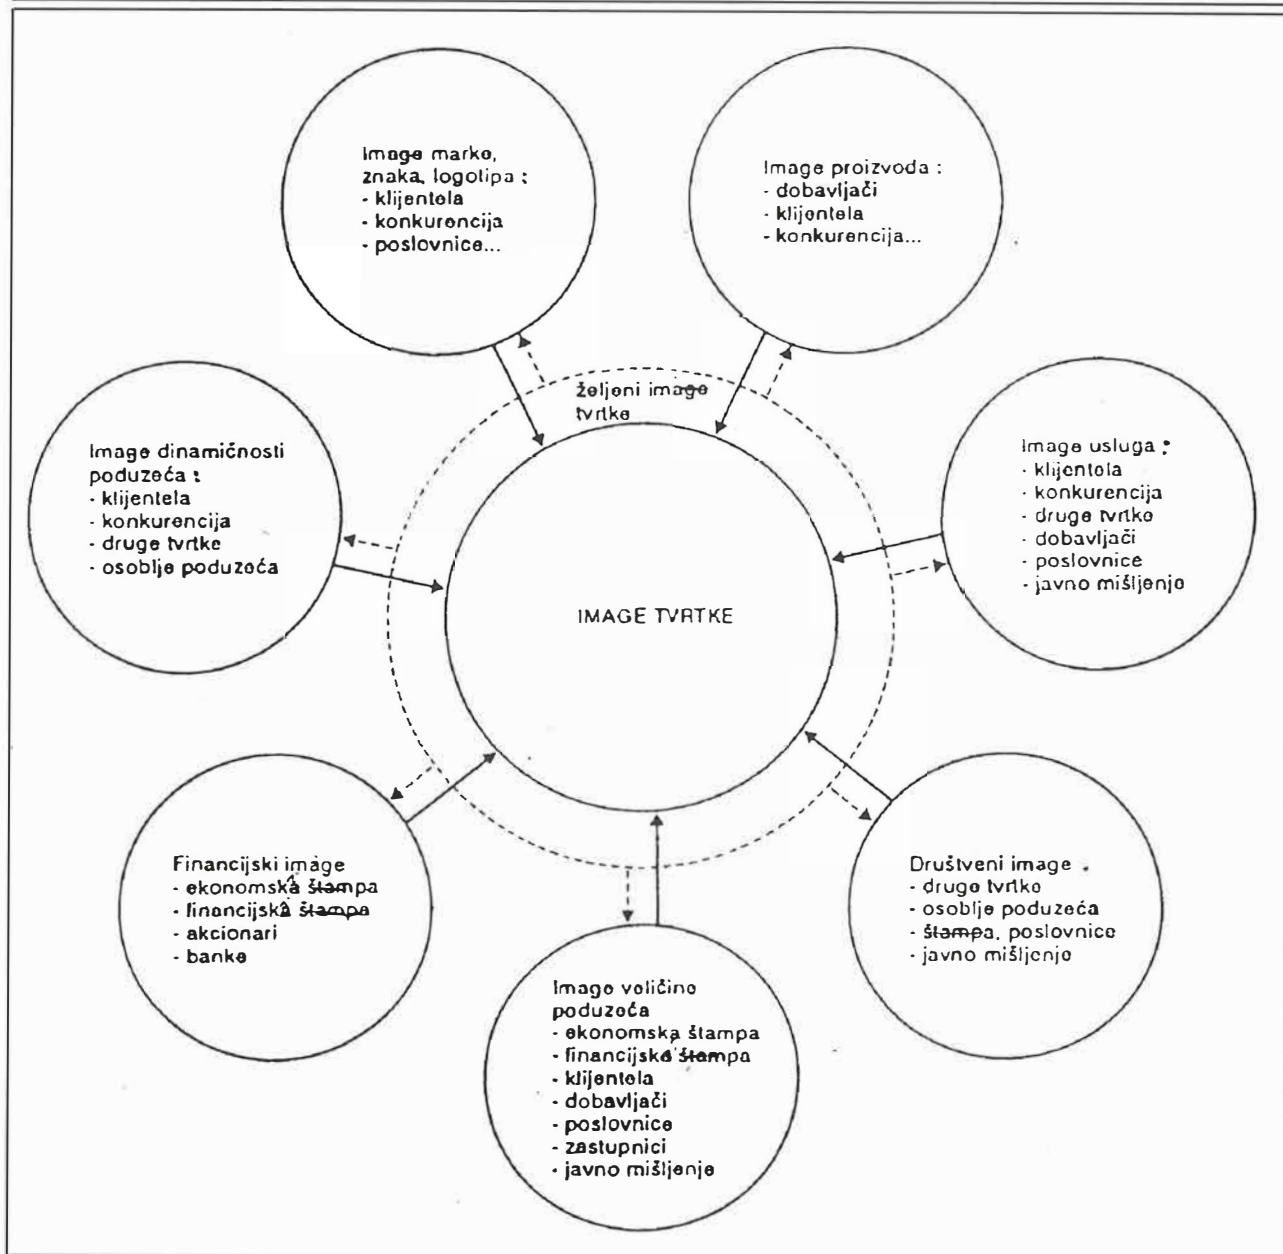 Image marke,
znaka, logotipa :
- klijentela
- konkurencija
- poslovnice...
Image proizvoda :
- dobavljači
- klijentela
- konkurencija...
željeni image
tvrtke
Image dinamičnosti
poduzeća :
- klijentela
- konkurencija
- druge tvrtke
- osoblje poduzeća
Image usluga :
- klijentela
- konkurencija
- druge tvrtke
- dobavljači
- poslovnice
- javno mišljenje
IMAGE TVRTKE
Financijski image
- ekonomska štampa
- financijska štampa
- akcionari
- banke
Društveni image
- druge tvrtke
- osoblje poduzeća
- štampa, poslovnice
- javno mišljenje
Image veličine
poduzeća
- ekonomska štampa
- financijska štampa
- klijentela
- dobavljači
- poslovnice
- zastupnici
- javno mišljenje